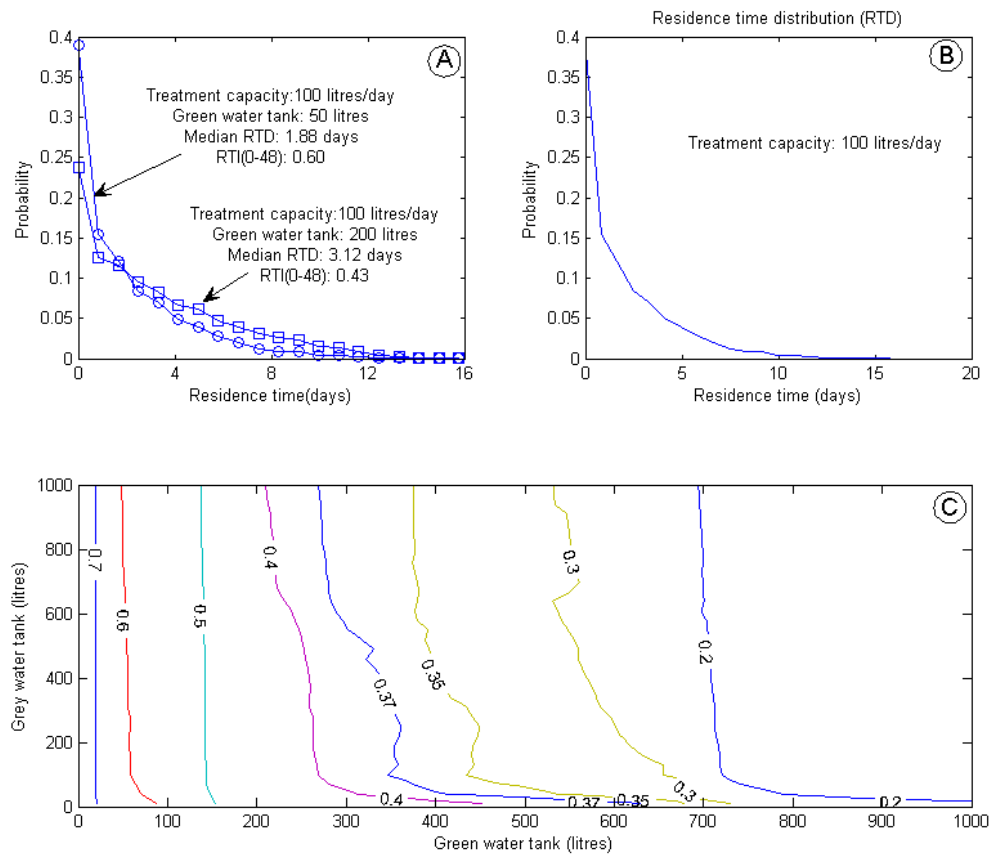 A
0.4
0.35
0.3
0.25
0.2
0.15
0.1
0.05
0
Probability
Treatment capacity:100 litres/day
Green water tank: 50 litres
Median RTD: 1.88 days
RTI(0-48): 0.60
Treatment capacity:100 litres/day
Green water tank: 200 litres
Median RTD: 3.12 days
RTI(0-48): 0.43
0 4 8 12 16
Residence time(days)
Residence time distribution (RTD)
B
0.4
0.35
0.3
0.25
0.2
0.15
0.1
0.05
0
Probability
Treatment capacity: 100 litres/day
0 5 10 15 20
Residence time (days)
C
1000
800
600
400
200
0
Grey water tank (litres)
0.7
0.6
0.5
0.4
0.37
0.35
0.3
0.2
0.4
0.37
0.35
0.3
0.2
0 100 200 300 400 500 600 700 800 900 1000
Green water tank (litres)